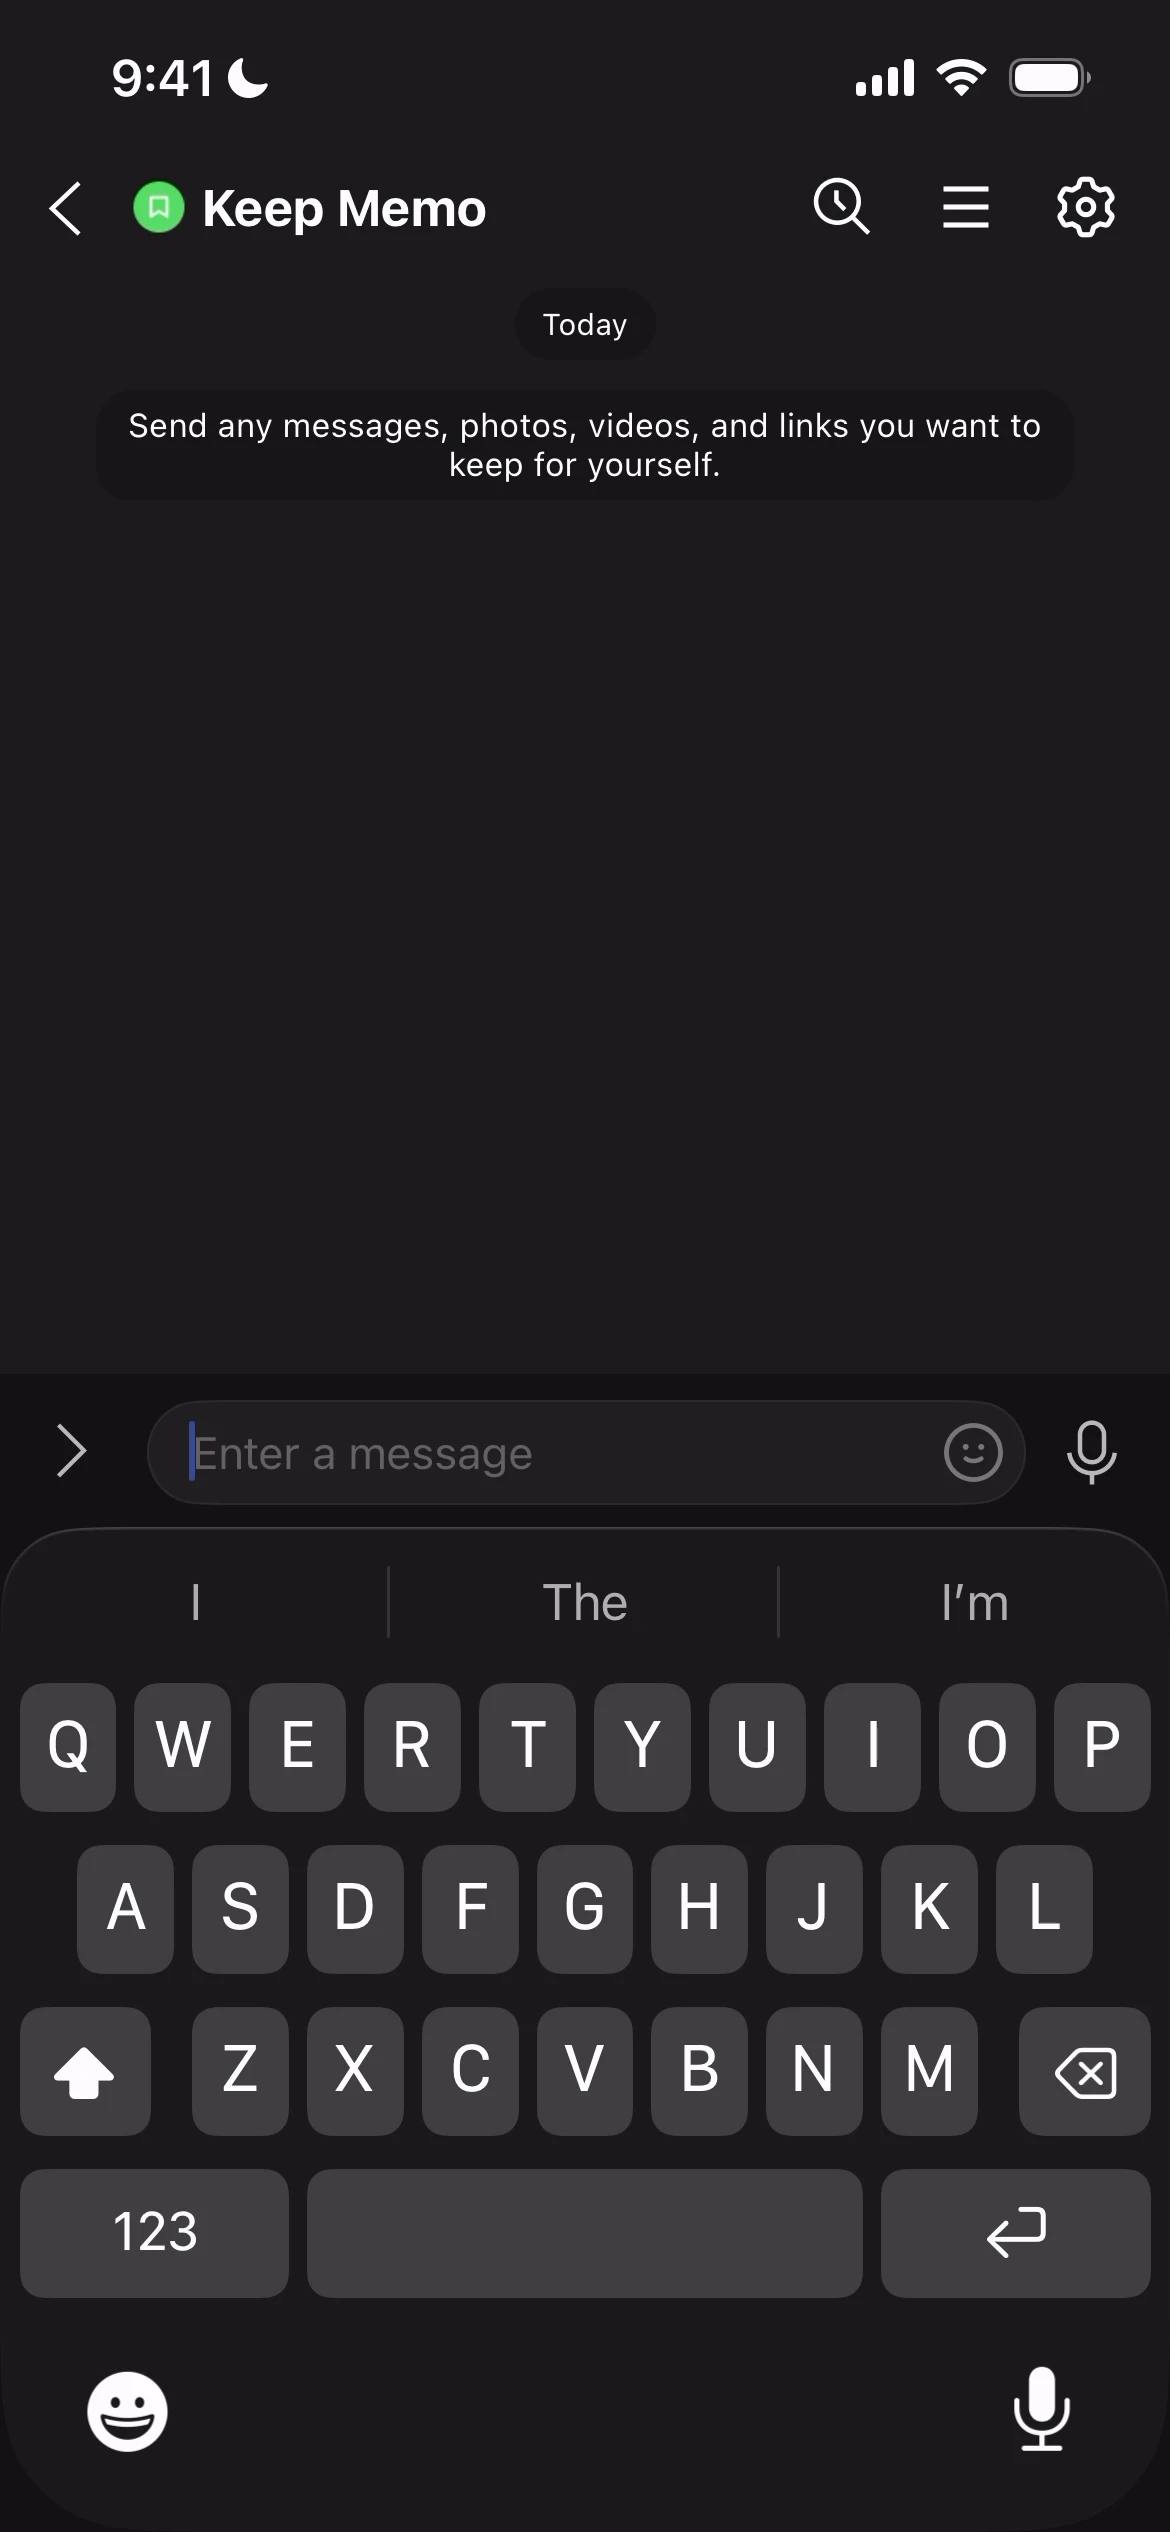 9:41
Keep Memo
Today
Send any messages, photos, videos, and links you want to
keep for yourself.
Enter a message
I The I’m
Q W E R T Y U I O P
A S D F G H J K L
Z X C V B N M
123